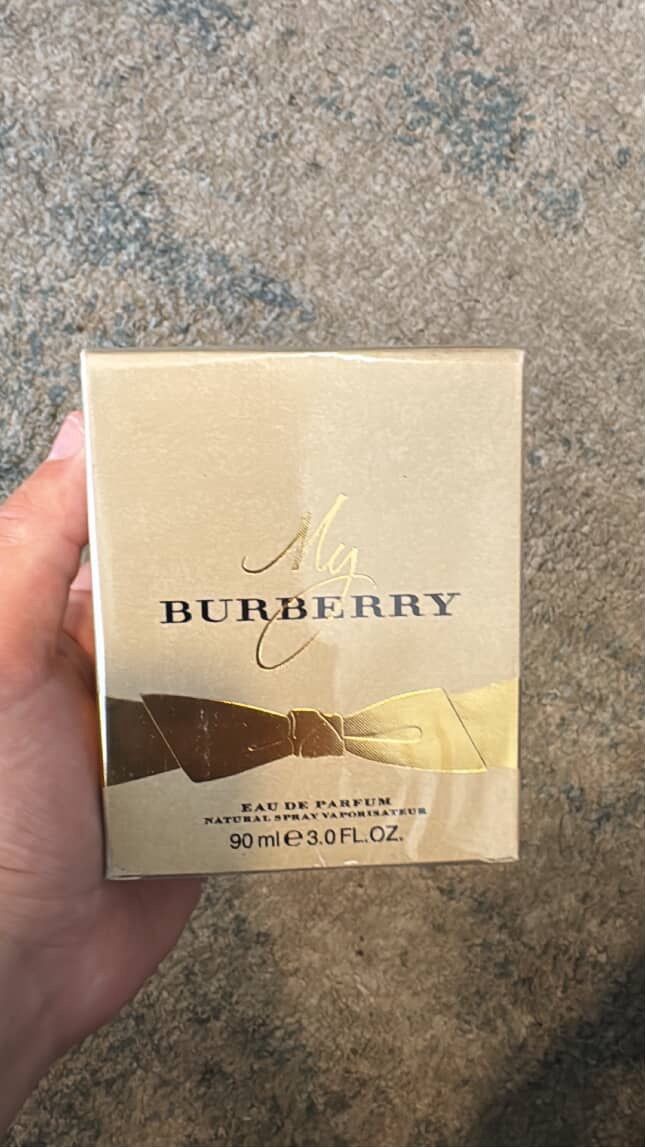 My
BURBERRY
EAU DE PARFUM
NATURAL SPRAY VAPORISATEUR
90 ml ℮ 3.0 FL.OZ.